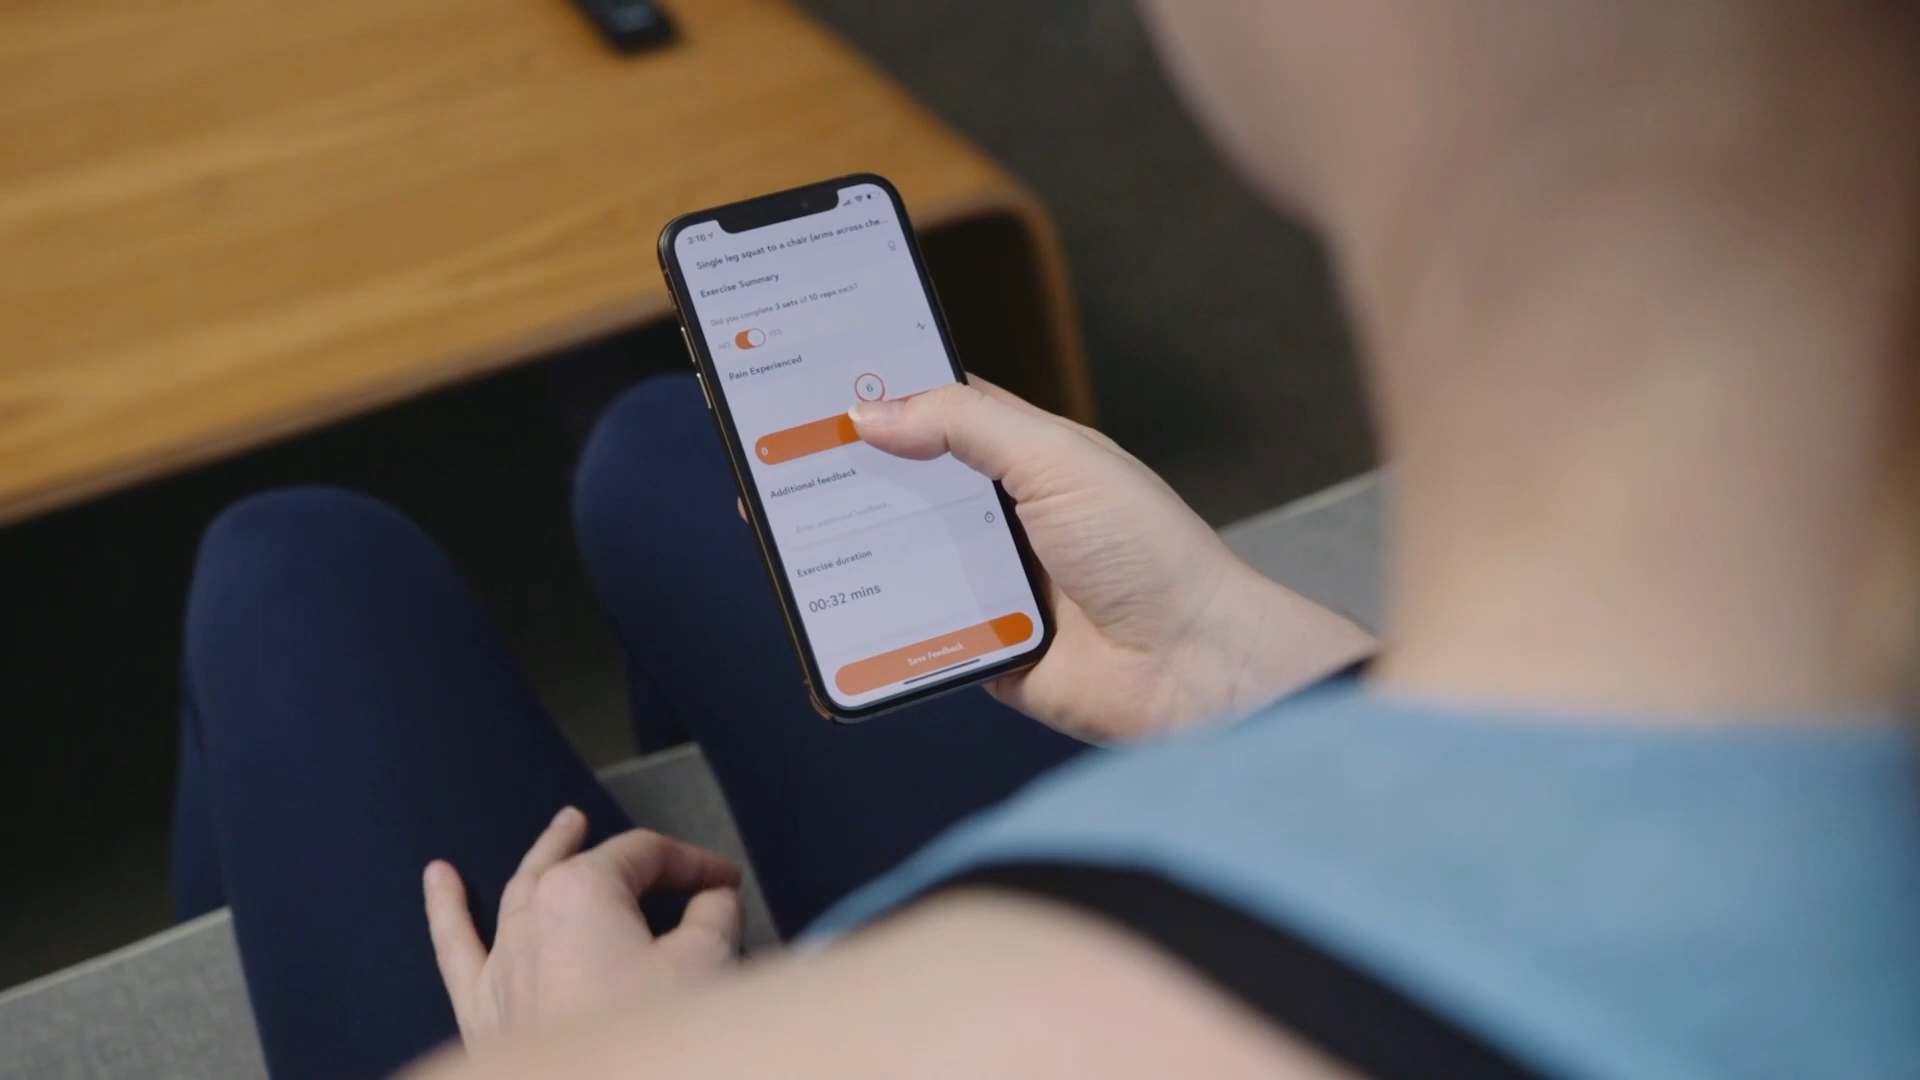 3:16
Single leg squat to a chair (arms across che...
Exercise Summary
Did you complete 3 sets of 10 reps each?
NO YES
Pain Experienced
6
0
Additional feedback
Enter additional feedback...
Exercise duration
00:32 mins
Save Feedback